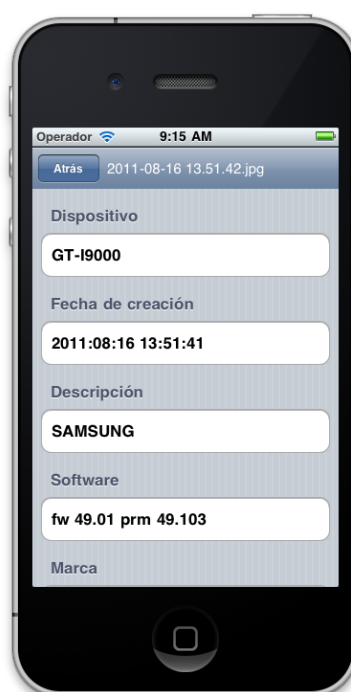 Operador 9:15 AM
Atrás 2011-08-16 13.51.42.jpg
Dispositivo
GT-I9000
Fecha de creación
2011:08:16 13:51:41
Descripción
SAMSUNG
Software
fw 49.01 prm 49.103
Marca